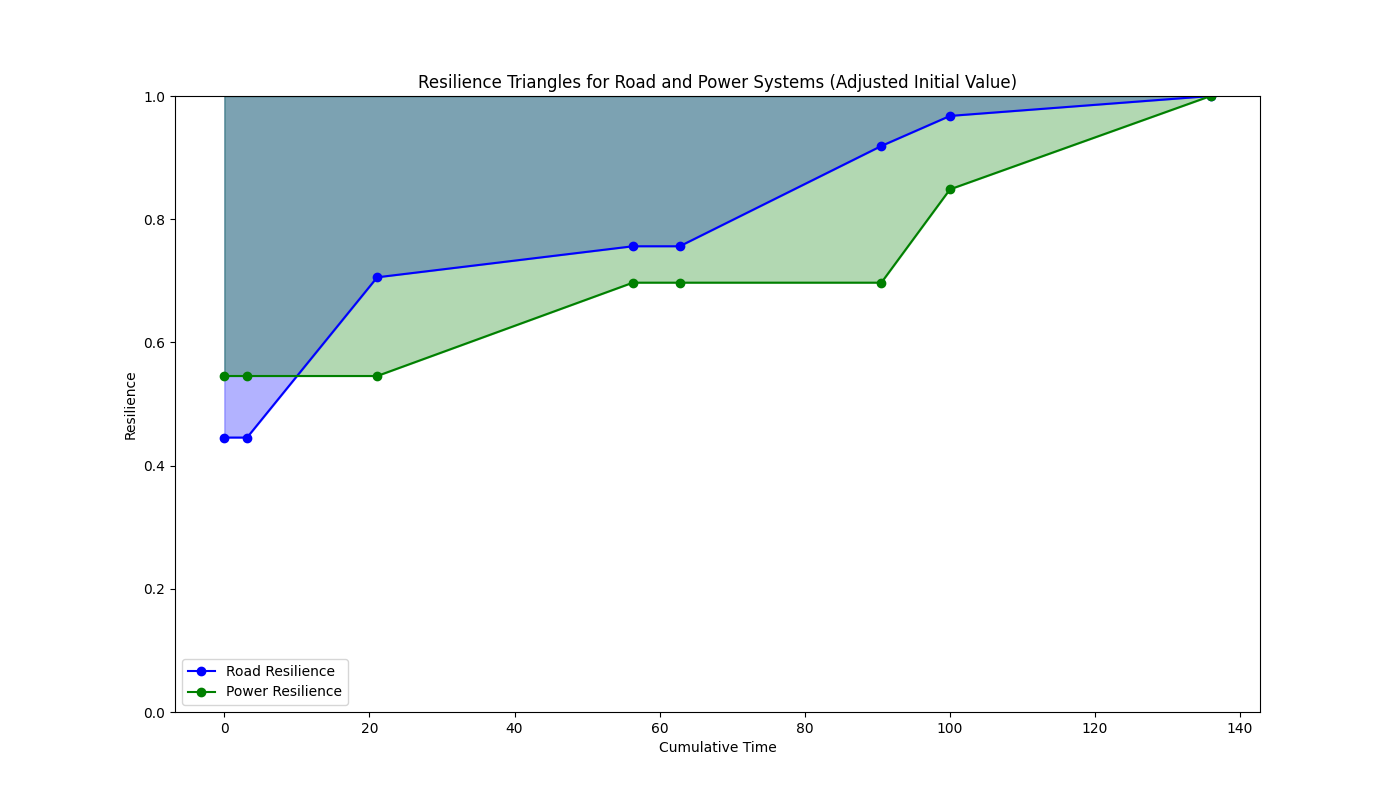 Resilience Triangles for Road and Power Systems (Adjusted Initial Value)
1.0
0.8
0.6
0.4
0.2
0.0
Resilience
Road Resilience
Power Resilience
0 20 40 60 80 100 120 140
Cumulative Time